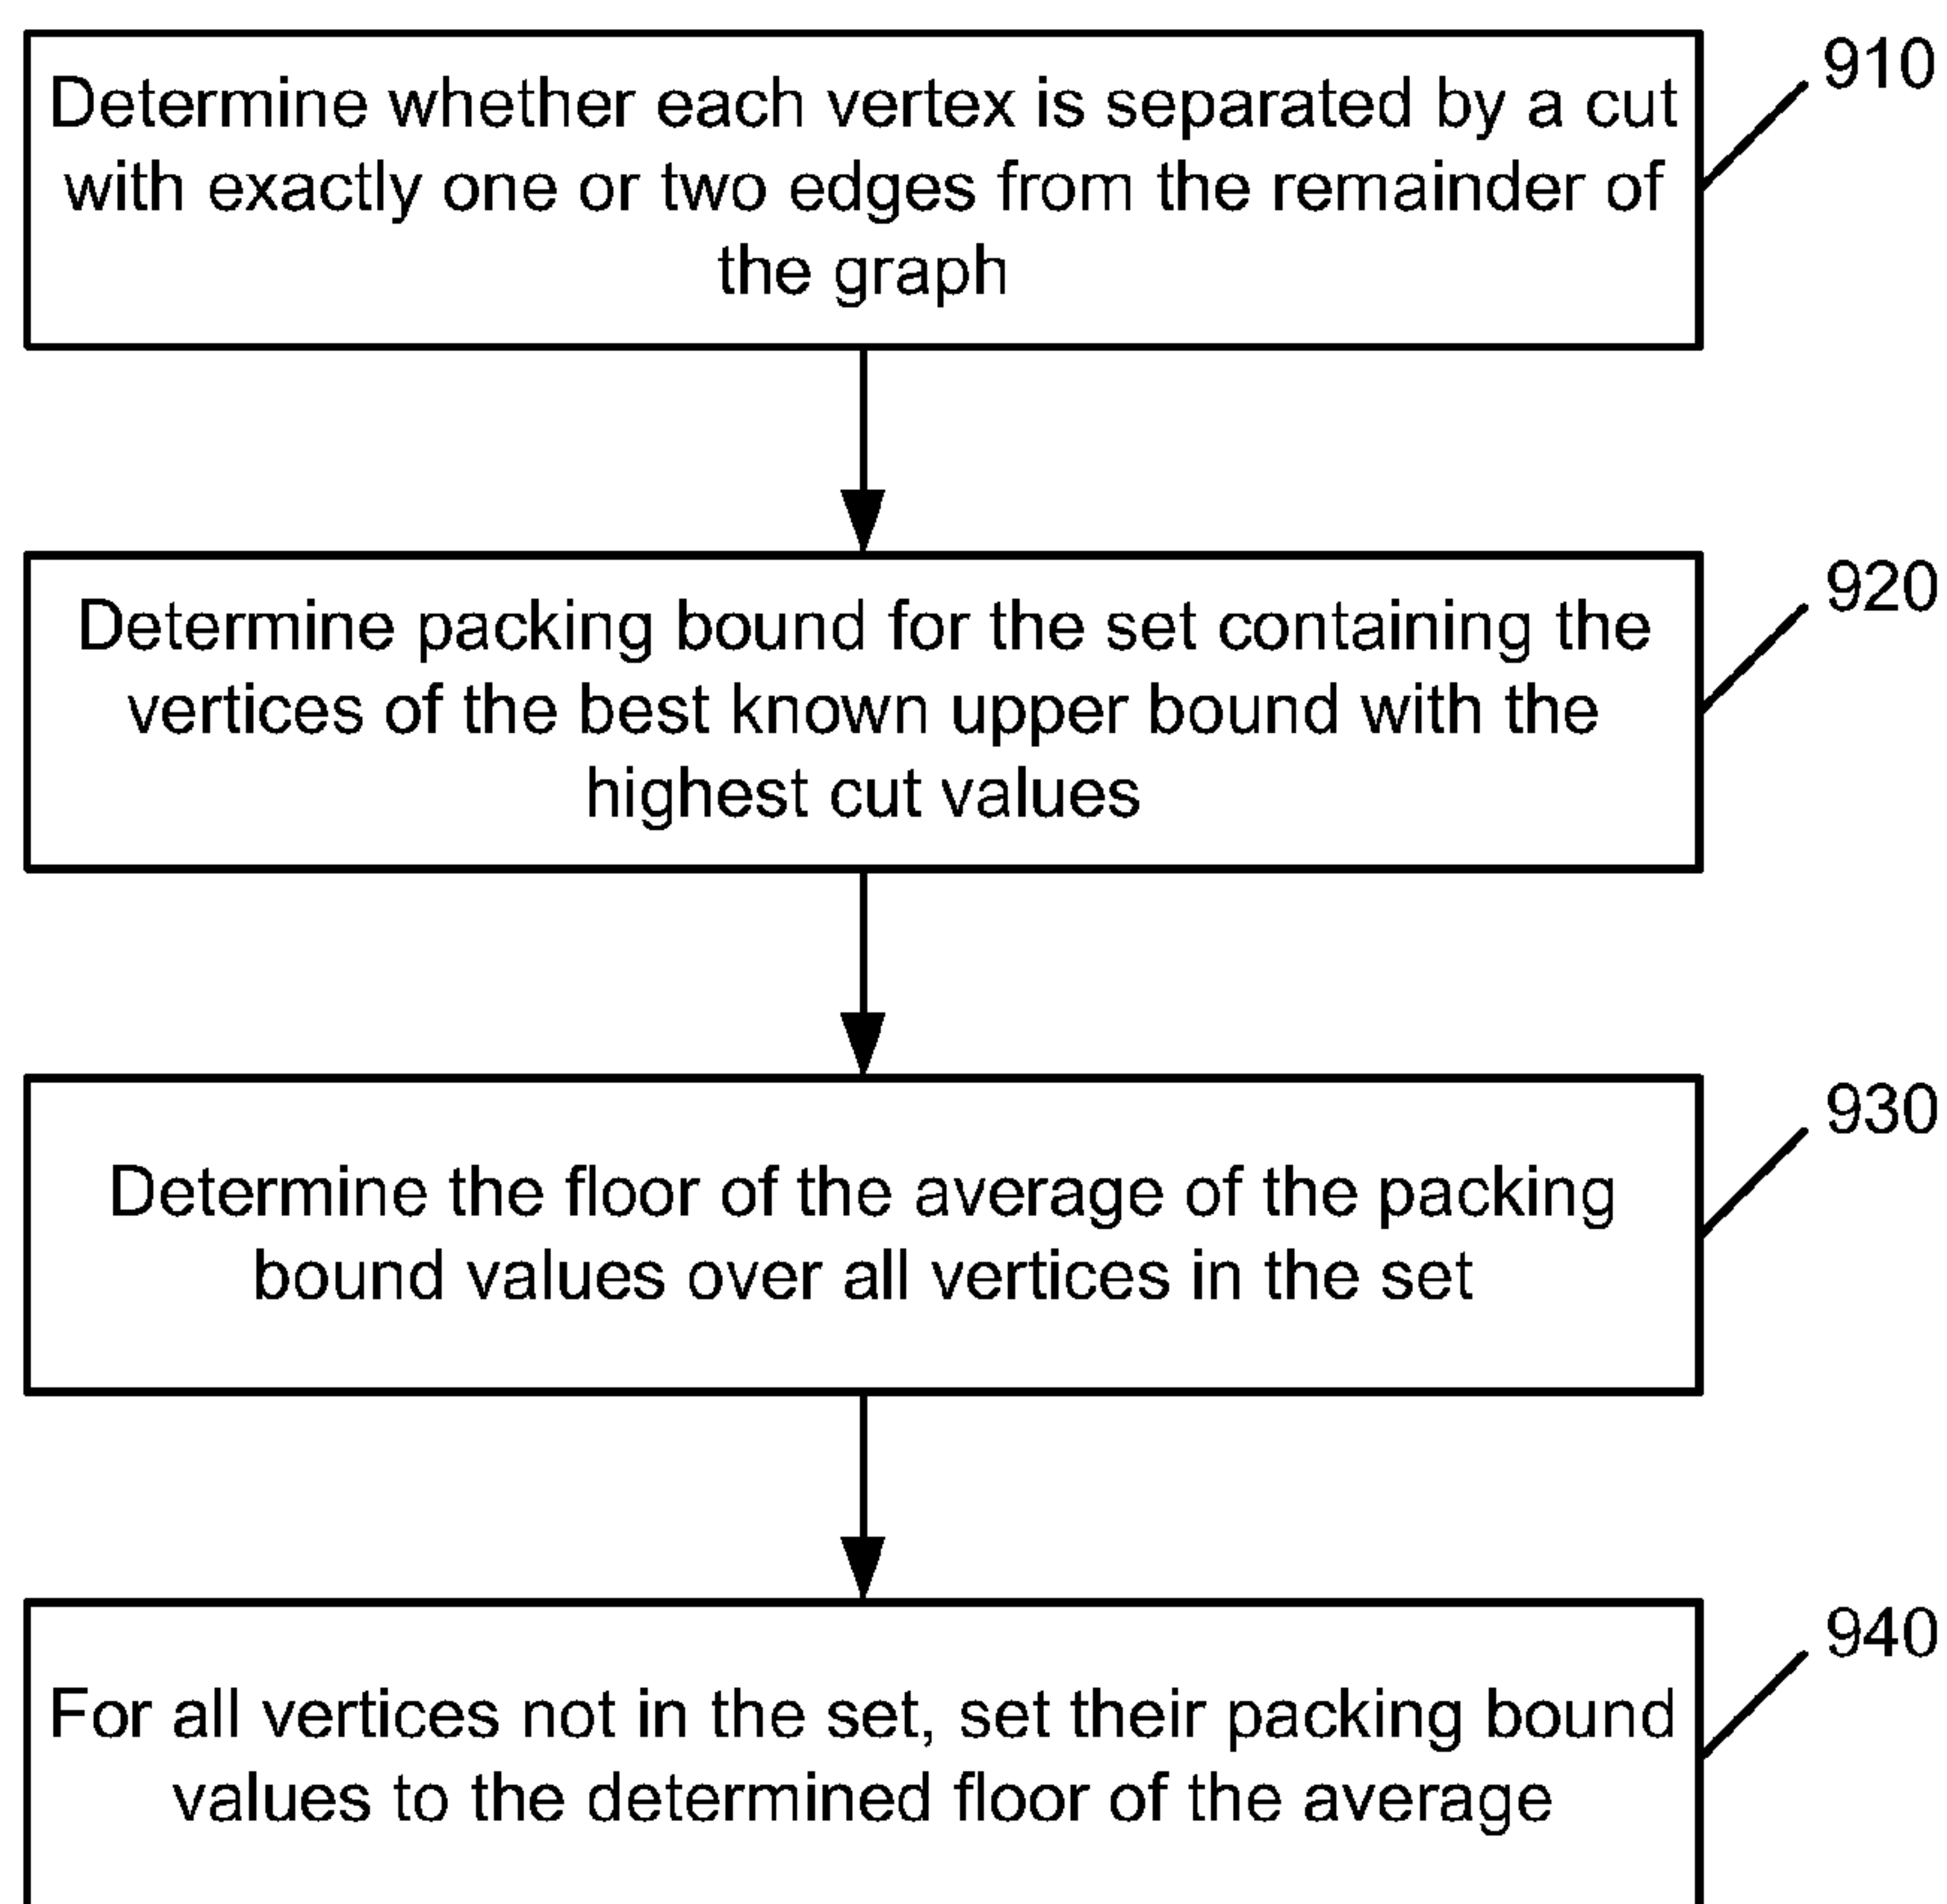 910
Determine whether each vertex is separated by a cut
with exactly one or two edges from the remainder of
the graph
920
Determine packing bound for the set containing the
vertices of the best known upper bound with the
highest cut values
930
Determine the floor of the average of the packing
bound values over all vertices in the set
940
For all vertices not in the set, set their packing bound
values to the determined floor of the average